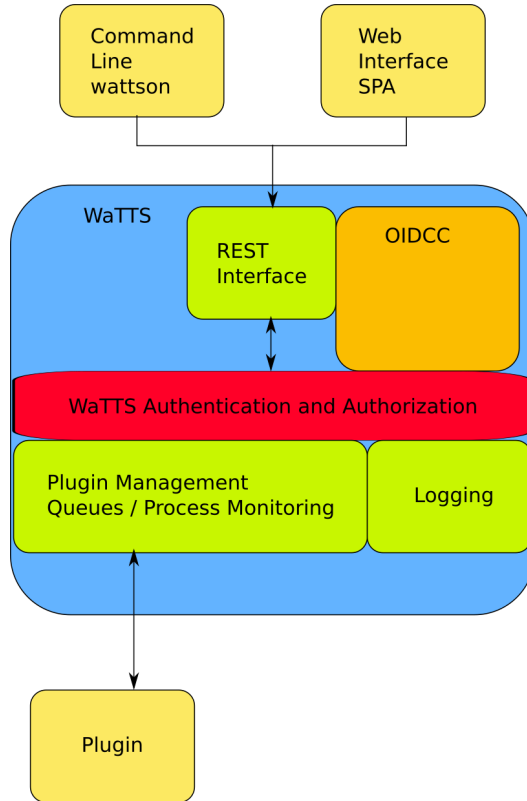 Command
Line
wattson
Web
Interface
SPA
WaTTS
REST
Interface
OIDCC
WaTTS Authentication and Authorization
Plugin Management
Queues / Process Monitoring
Logging
Plugin